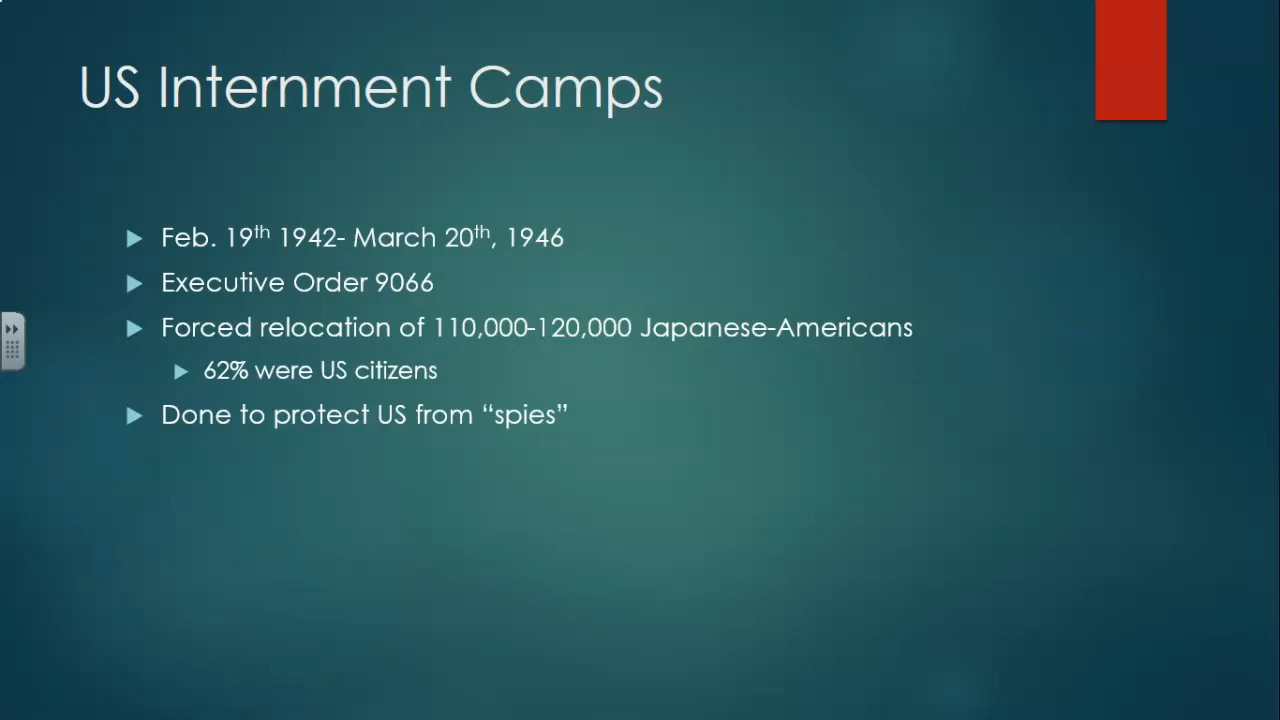 US Internment Camps
Feb. 19th 1942- March 20th, 1946
Executive Order 9066
Forced relocation of 110,000-120,000 Japanese-Americans
62% were US citizens
Done to protect US from “spies”